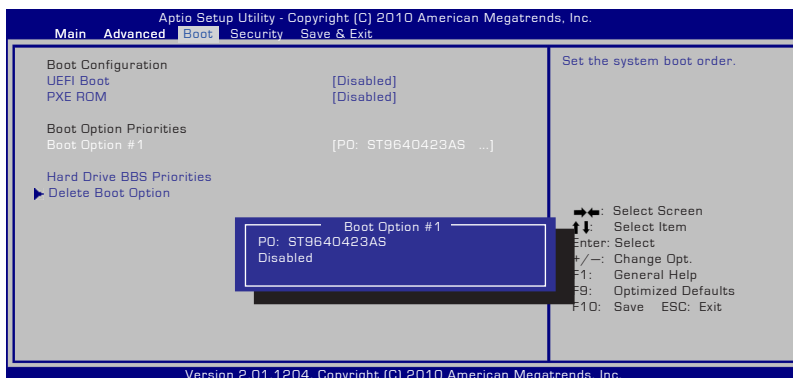 Aptio Setup Utility - Copyright (C) 2010 American Megatrends, Inc.
Main Advanced Boot Security Save & Exit
Boot Configuration
UEFI Boot [Disabled]
PXE ROM [Disabled]
Boot Option Priorities
Boot Option #1 [P0: ST9640423AS ...]
Hard Drive BBS Priorities
Delete Boot Option
Set the system boot order.
Boot Option #1
P0: ST9640423AS
Disabled
: Select Screen
: Select Item
Enter: Select
+/-: Change Opt.
F1: General Help
F9: Optimized Defaults
F10: Save ESC: Exit
Version 2.01.1204. Copyright (C) 2010 American Megatrends, Inc.